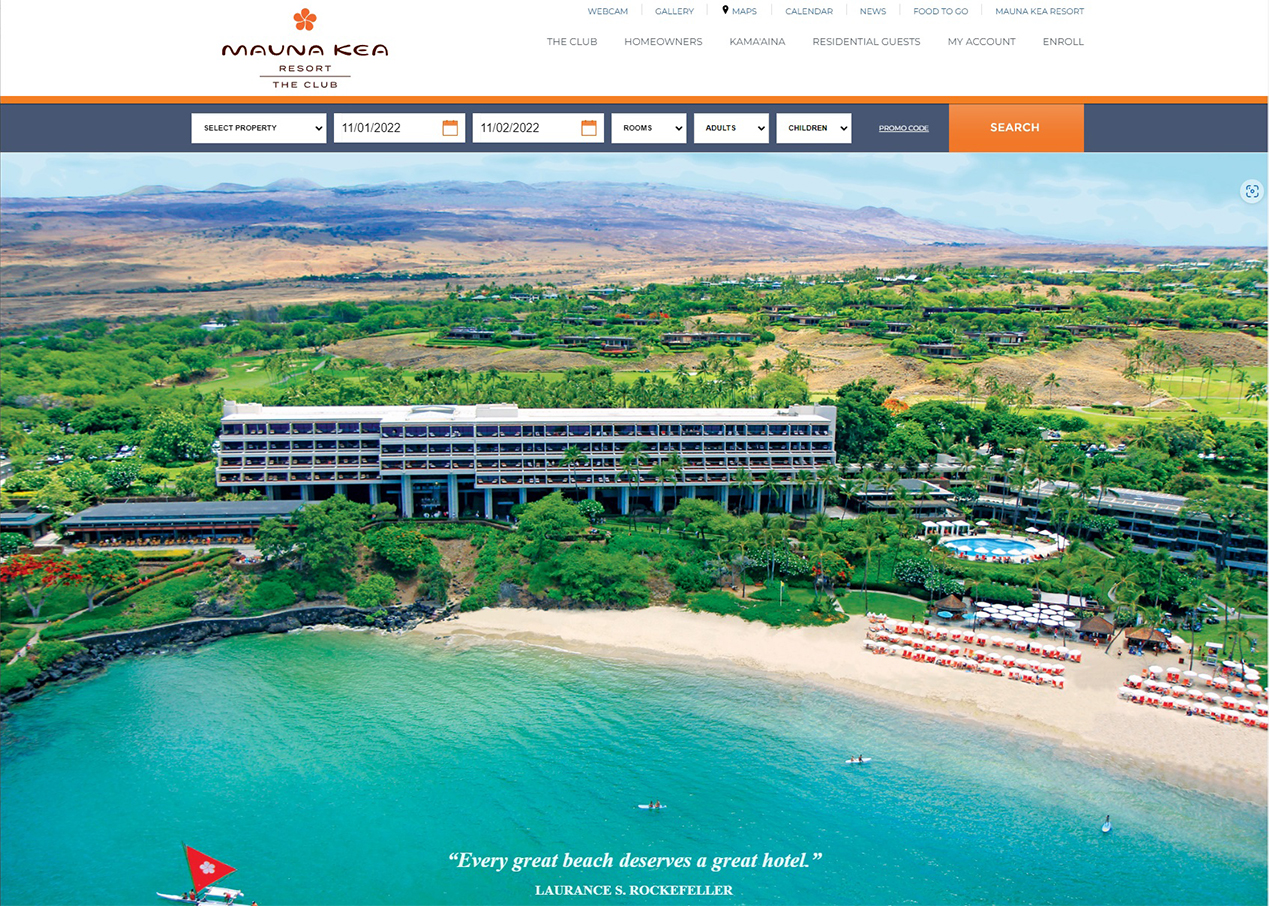 WEBCAM GALLERY MAPS CALENDAR NEWS FOOD TO GO MAUNA KEA RESORT
MAUNA KEA
RESORT
THE CLUB
THE CLUB HOMEOWNERS KAMA'AINA RESIDENTIAL GUESTS MY ACCOUNT ENROLL
SELECT PROPERTY 11/01/2022 11/02/2022 ROOMS ADULTS CHILDREN PROMO CODE SEARCH
“Every great beach deserves a great hotel.”
LAURANCE S. ROCKEFELLER